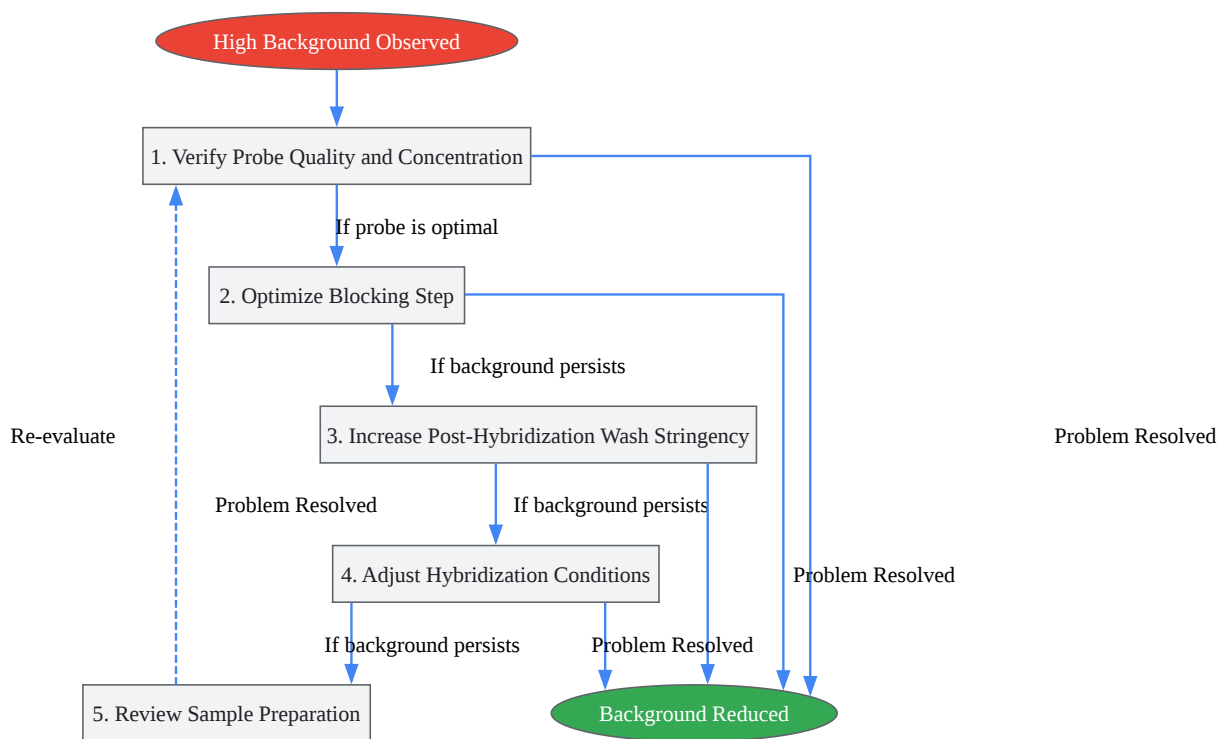 High Background Observed
1. Verify Probe Quality and Concentration
If probe is optimal
2. Optimize Blocking Step
If background persists
3. Increase Post-Hybridization Wash Stringency
Re-evaluate
Problem Resolved
Problem Resolved
If background persists
4. Adjust Hybridization Conditions
Problem Resolved
If background persists
Problem Resolved
5. Review Sample Preparation
Background Reduced